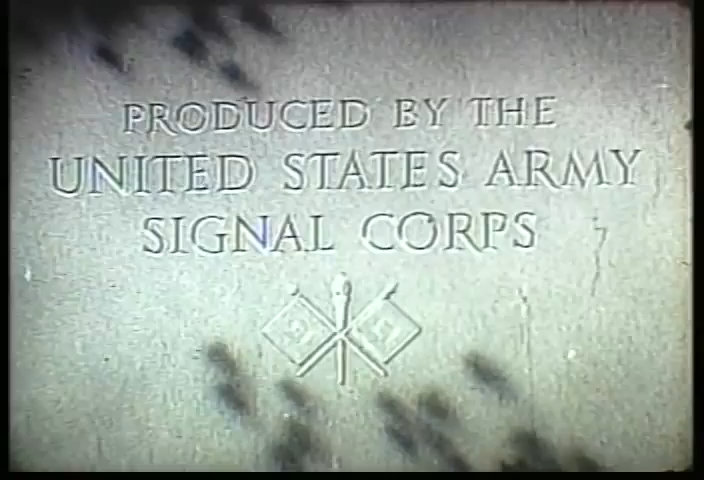 PRODUCED BY THE
UNITED STATES ARMY
SIGNAL CORPS